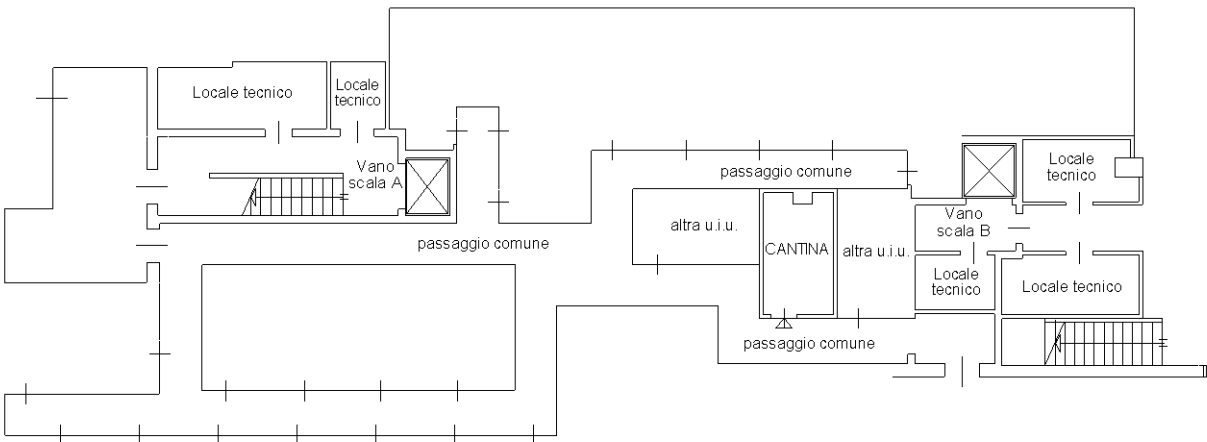 Locale tecnico
Locale
tecnico
Vano
scala A
passaggio comune
Locale
tecnico
altra u.i.u.
CANTINA
altra u.i.u.
Vano
scala B
passaggio comune
Locale
tecnico
Locale tecnico
passaggio comune